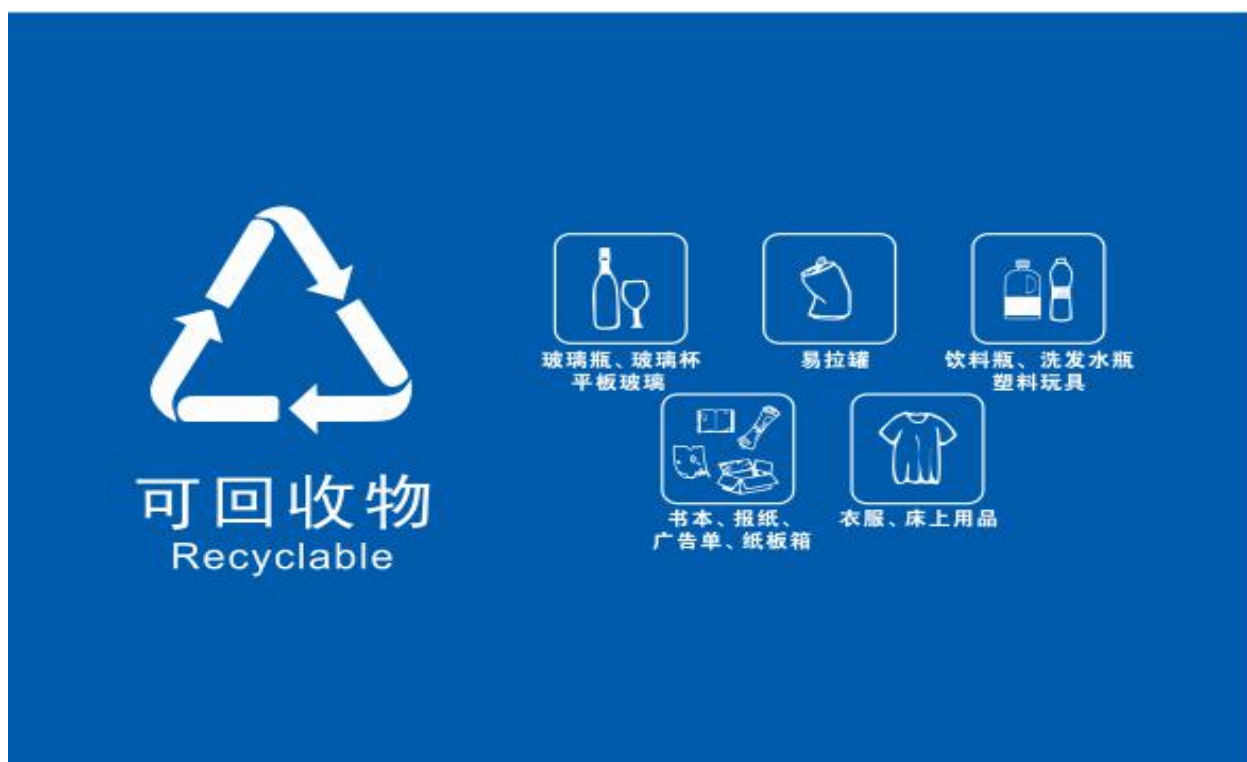 可回收物
Recyclable
玻璃瓶、玻璃杯
平板玻璃
易拉罐
饮料瓶、洗发水瓶
塑料玩具
书本、报纸、
广告单、纸板箱
衣服、床上用品